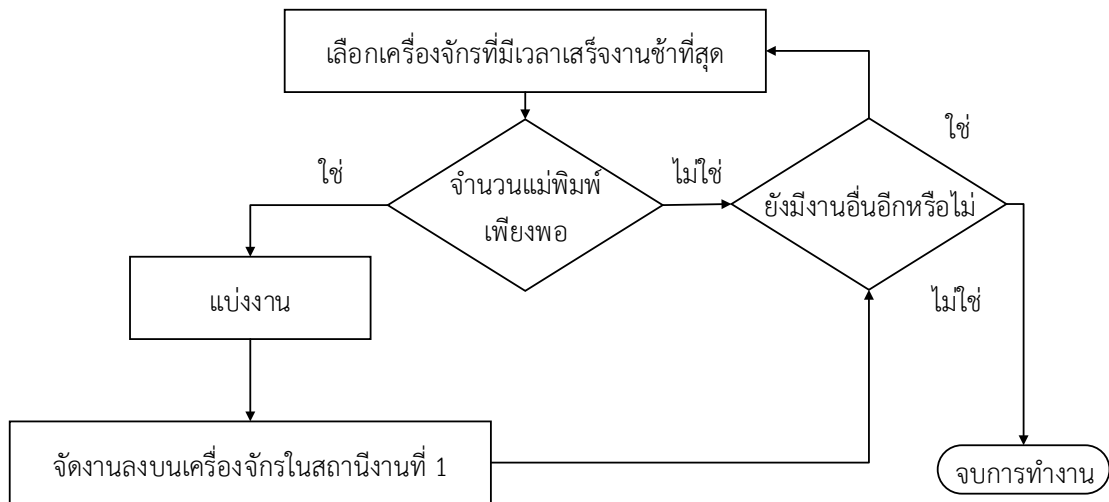 เลือกเครื่องจักรที่มีเวลาเสร็จงานช้าที่สุด
ใช่
จำนวนแม่พิมพ์
เพียงพอ
ไม่ใช่
ยังมีงานอื่นอีกหรือไม่
ใช่
ไม่ใช่
แบ่งงาน
จัดงานลงบนเครื่องจักรในสถานีงานที่ 1
จบการทำงาน